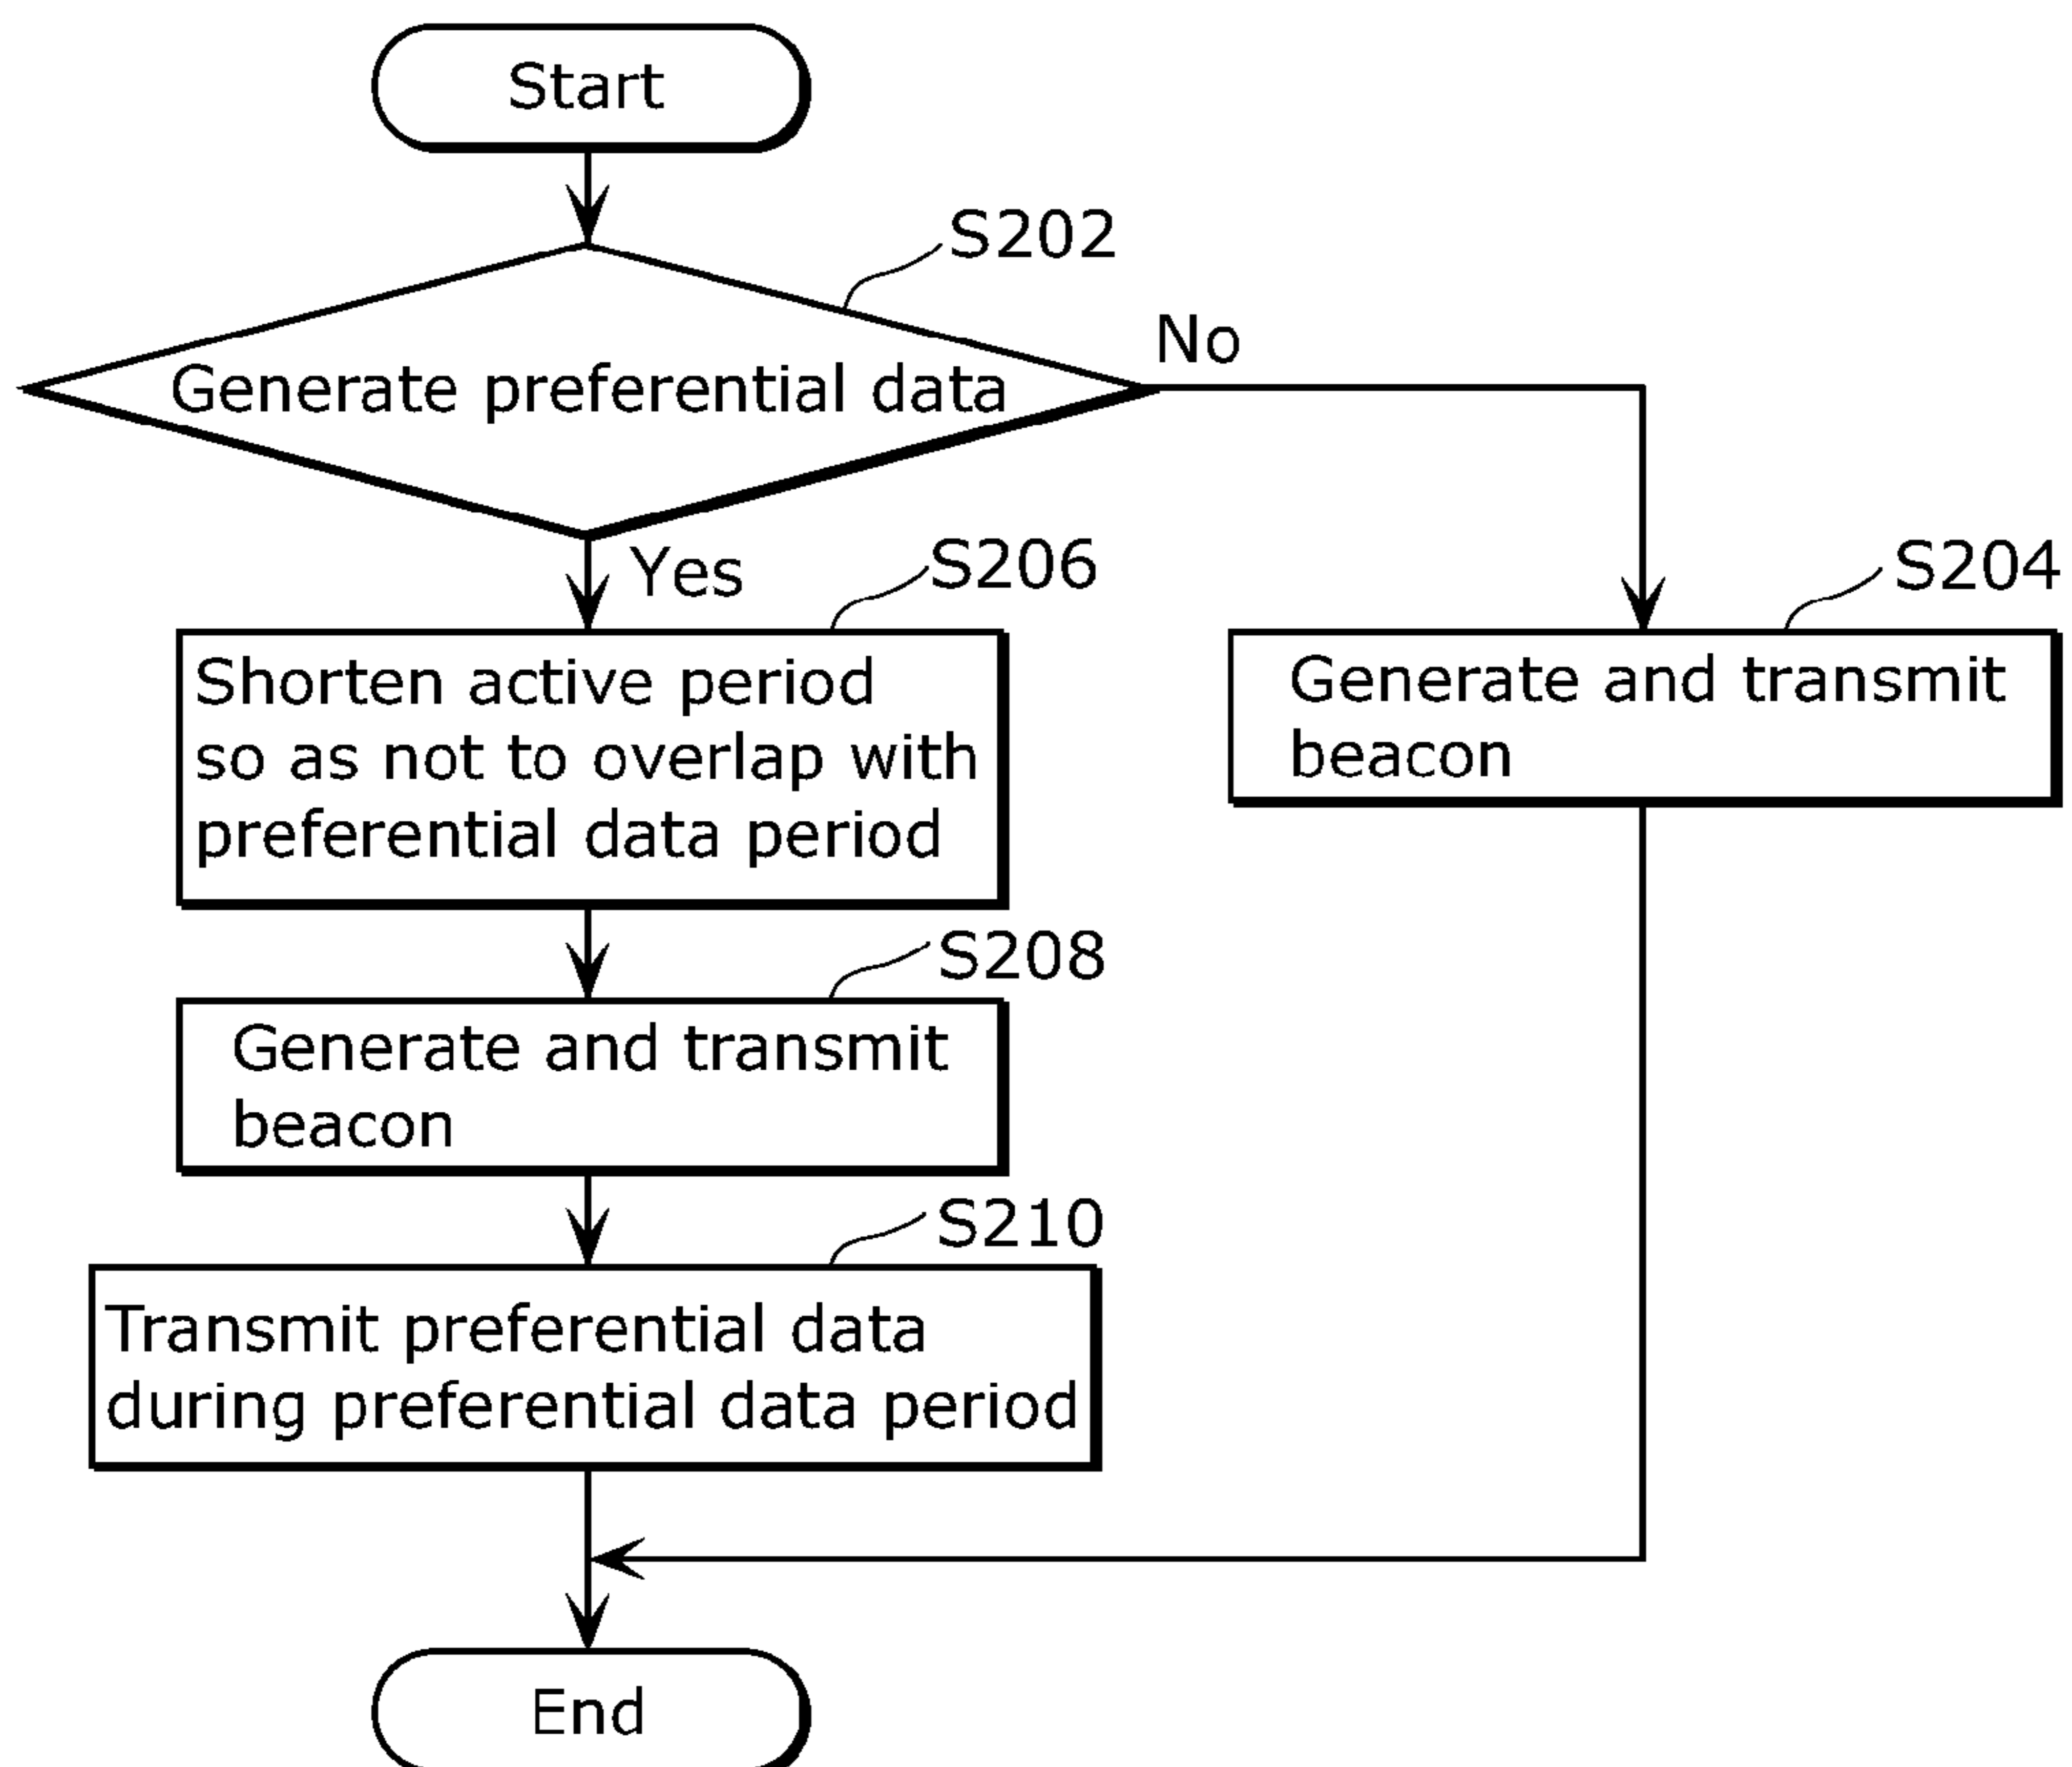 Start
S202
Generate preferential data
No
Yes
S206
S204
Shorten active period
so as not to overlap with
preferential data period
Generate and transmit
beacon
S208
Generate and transmit
beacon
S210
Transmit preferential data
during preferential data period
End